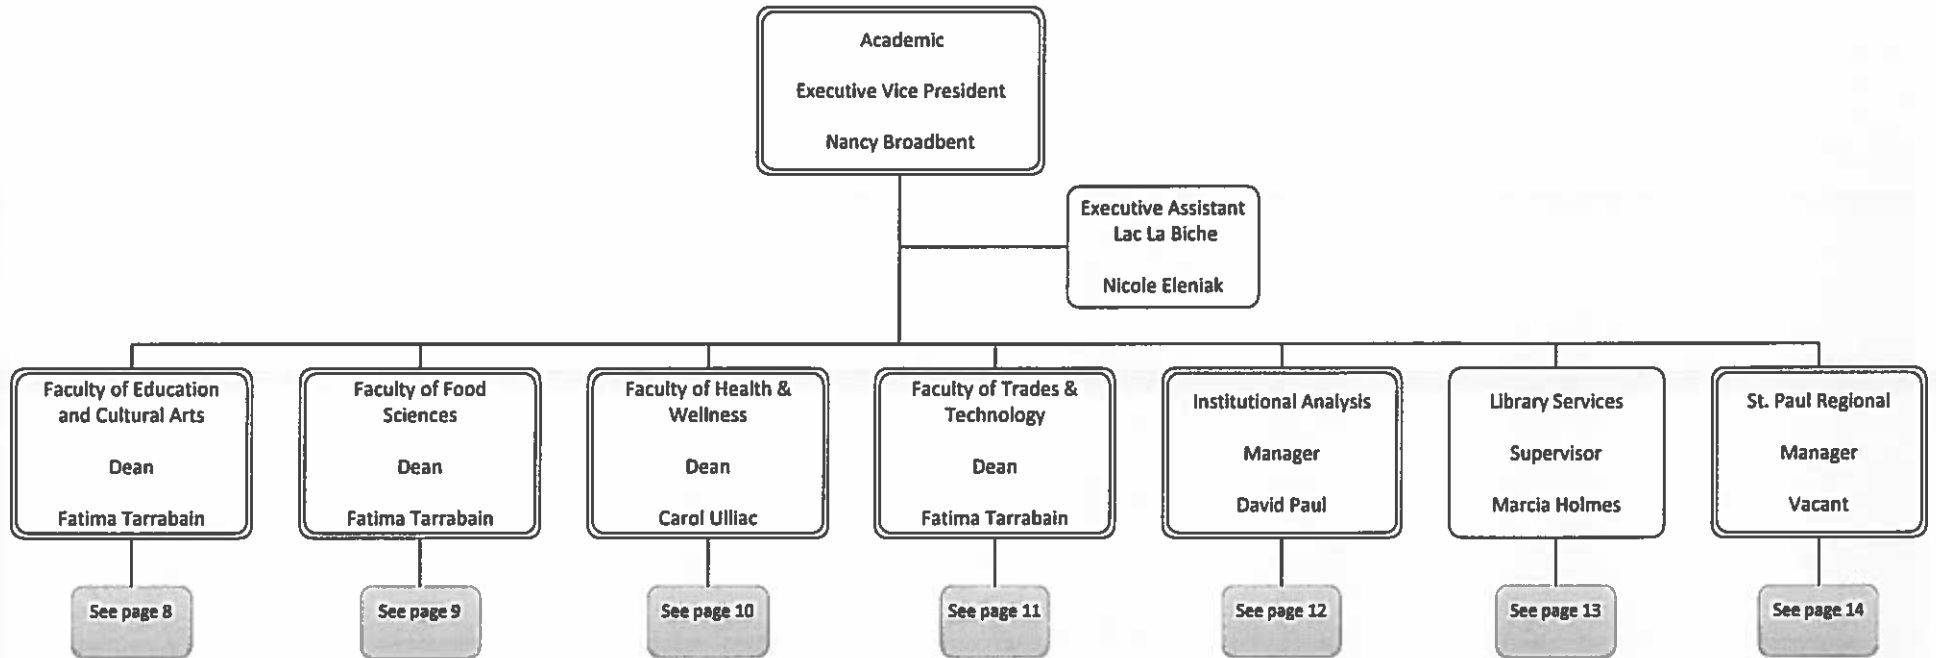 Academic
Executive Vice President
Nancy Broadbent
Executive Assistant
Lac La Biche
Nicole Eleniak
Faculty of Education
and Cultural Arts
Dean
Fatima Tarrabain
Faculty of Food
Sciences
Dean
Fatima Tarrabain
Faculty of Health &
Wellness
Dean
Carol Ulliac
Faculty of Trades &
Technology
Dean
Fatima Tarrabain
Institutional Analysis
Manager
David Paul
Library Services
Supervisor
Marcia Holmes
St. Paul Regional
Manager
Vacant
See page 8
See page 9
See page 10
See page 11
See page 12
See page 13
See page 14